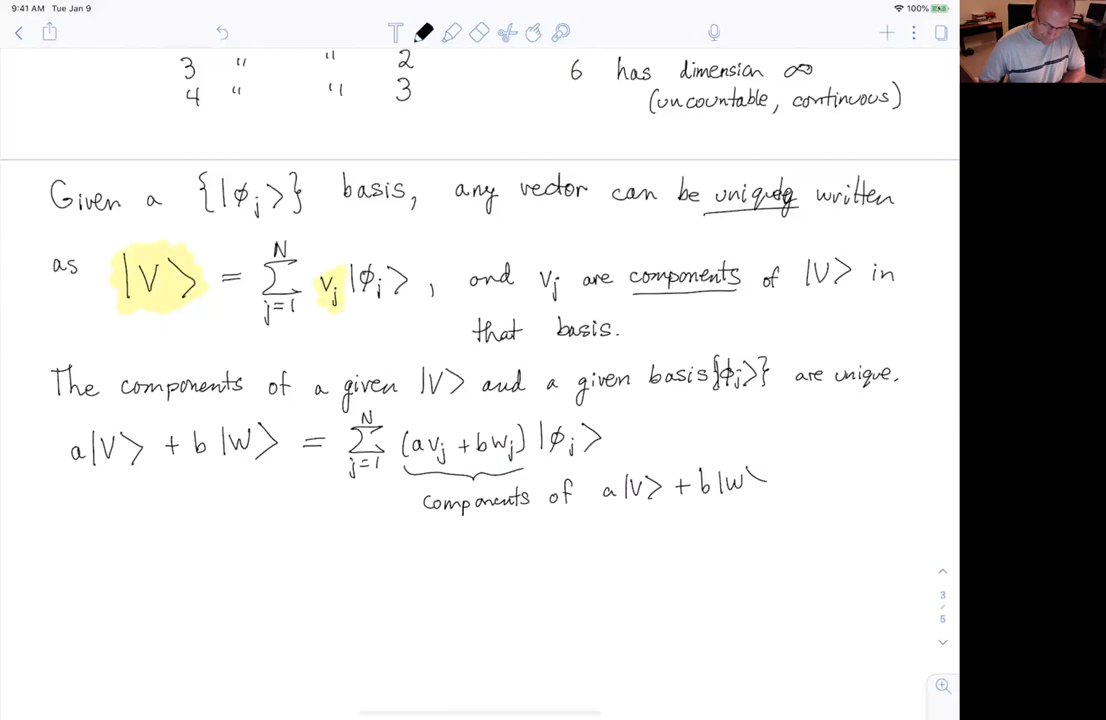 9:41 AM Tue Jan 9
100%
3 " " 2
4 " " 3
6 has dimension ∞
(uncountable, continuous)
Given a {|ϕj>} basis, any vector can be written
as |V> = Σ_{j=1}^{N} vj |ϕj>, and vj are components of |V> in
that basis.
The components of a given |V> and a given basis {ϕj>} are unique.
a|V> + b|W> = Σ_{j=1}^{N} (avj + bwj) |ϕj>
components of a|V> + b|W
3
/
5